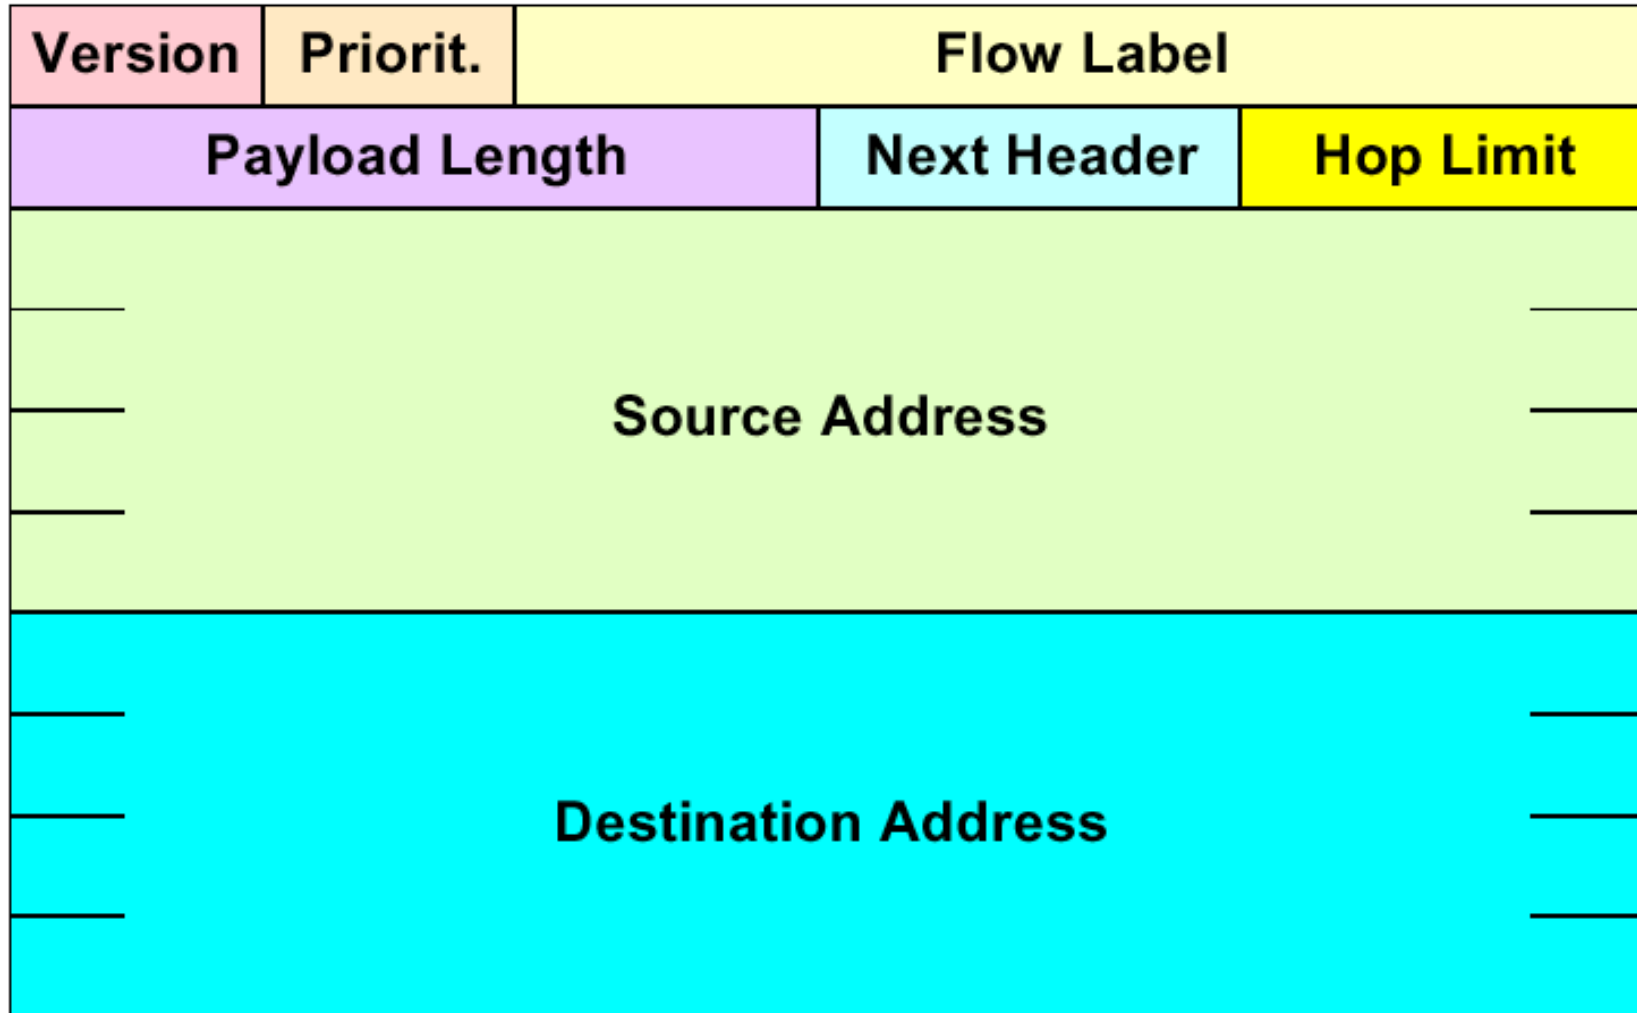 Version Priorit. Flow Label
Payload Length Next Header Hop Limit
Source Address
Destination Address